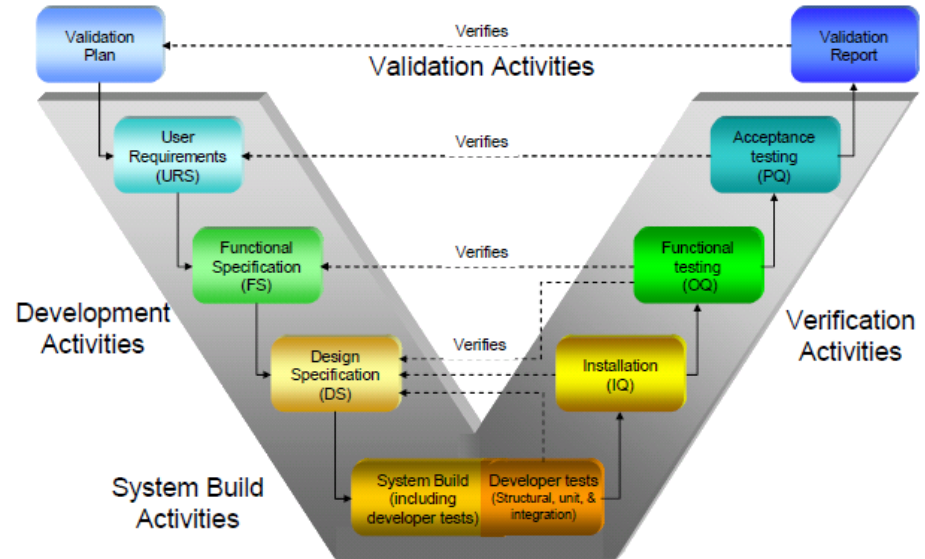 Validation
Plan
Verifies
Validation
Report
Validation Activities
User
Requirements
(URS)
Verifies
Acceptance
testing
(PQ)
Functional
Specification
(FS)
Verifies
Functional
testing
(OQ)
Development
Activities
Verification
Activities
Design
Specification
(DS)
Verifies
Installation
(IQ)
System Build
Activities
System Build
(including
developer tests)
Developer tests
(Structural, unit, &
integration)